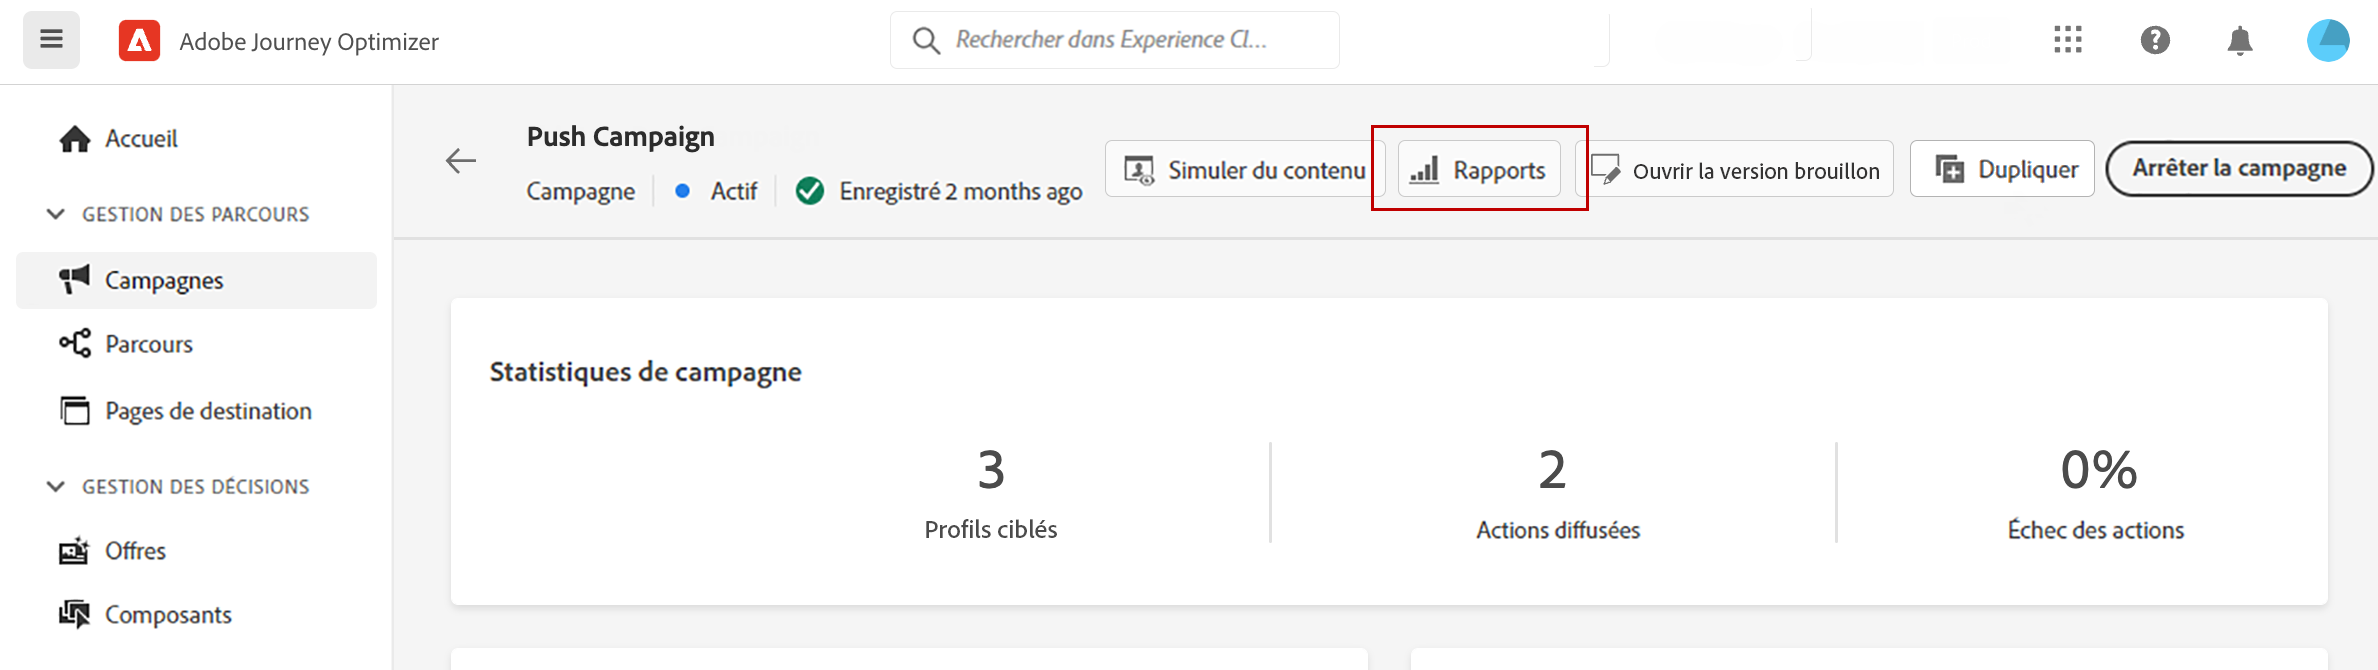 Adobe Journey Optimizer
Rechercher dans Experience Cl...
Accueil
GESTION DES PARCOURS
Campagnes
Parcours
Pages de destination
GESTION DES DÉCISIONS
Offres
Composants
Push Campaign
Campagne Actif Enregistré 2 months ago
Simuler du contenu Rapports Ouvrir la version brouillon Dupliquer Arrêter la campagne
Statistiques de campagne
3 2 0%
Profils ciblés Actions diffusées Échec des actions